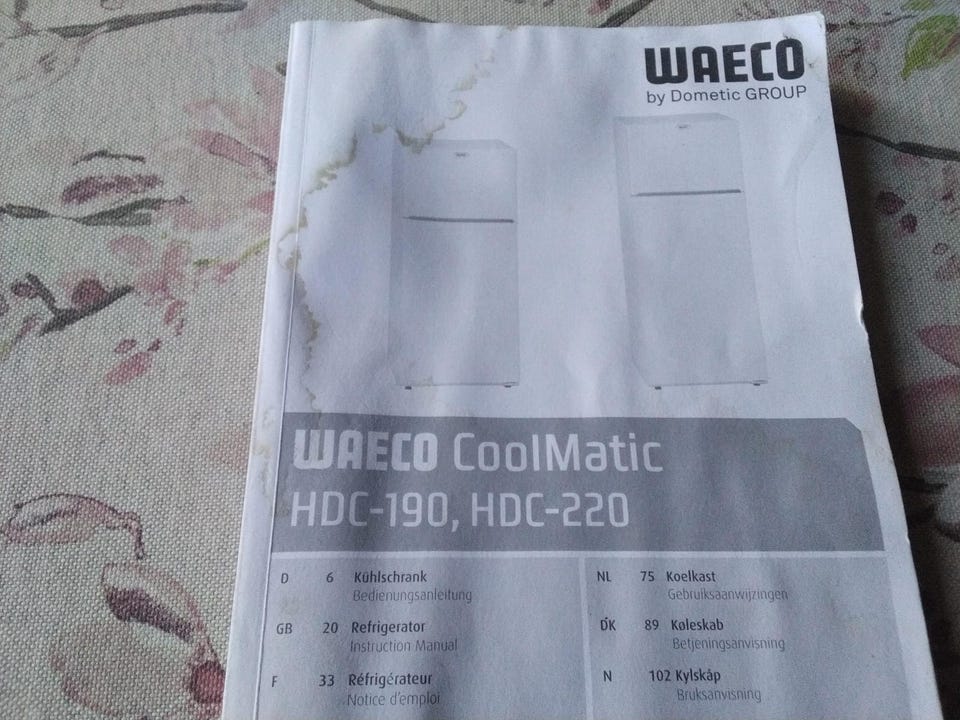 WAECO
by Dometic GROUP
WAECO CoolMatic
HDC-190, HDC-220
D 6 Kühlschrank
Bedienungsanleitung
GB 20 Refrigerator
Instruction Manual
F 33 Réfrigérateur
Notice d'emploi
NL 75 Koelkast
Gebruiksaanwijzingen
DK 89 Køleskab
Betjeningsanvisning
N 102 Kylskåp
Bruksanvisning